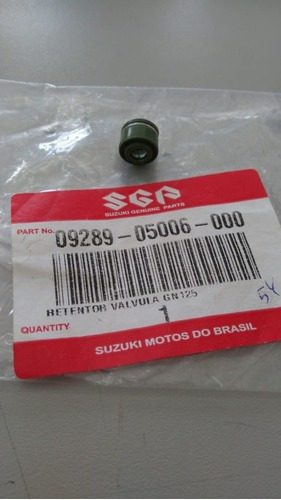 SGP
SUZUKI GENUINE PARTS
PART No. 09289-05006-000
RETENTOR VALVULA GN125
54
QUANTITY 1
SUZUKI MOTOS DO BRASIL